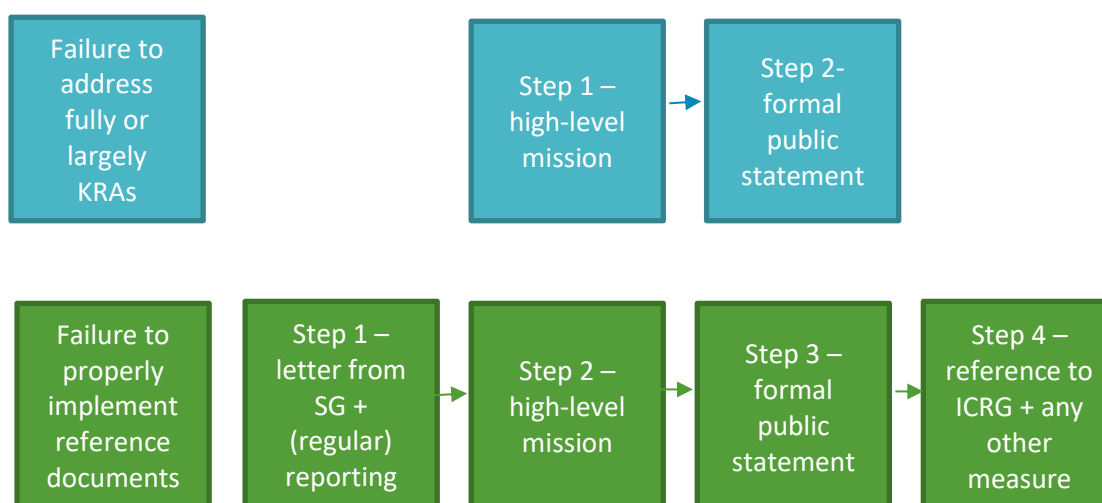 Failure to
address
fully or
largely
KRAs
Step 1 –
high-level
mission
Step 2-
formal
public
statement
Failure to
properly
implement
reference
documents
Step 1 –
letter from
SG +
(regular)
reporting
Step 2 –
high-level
mission
Step 3 –
formal
public
statement
Step 4 –
reference to
ICRG + any
other
measure